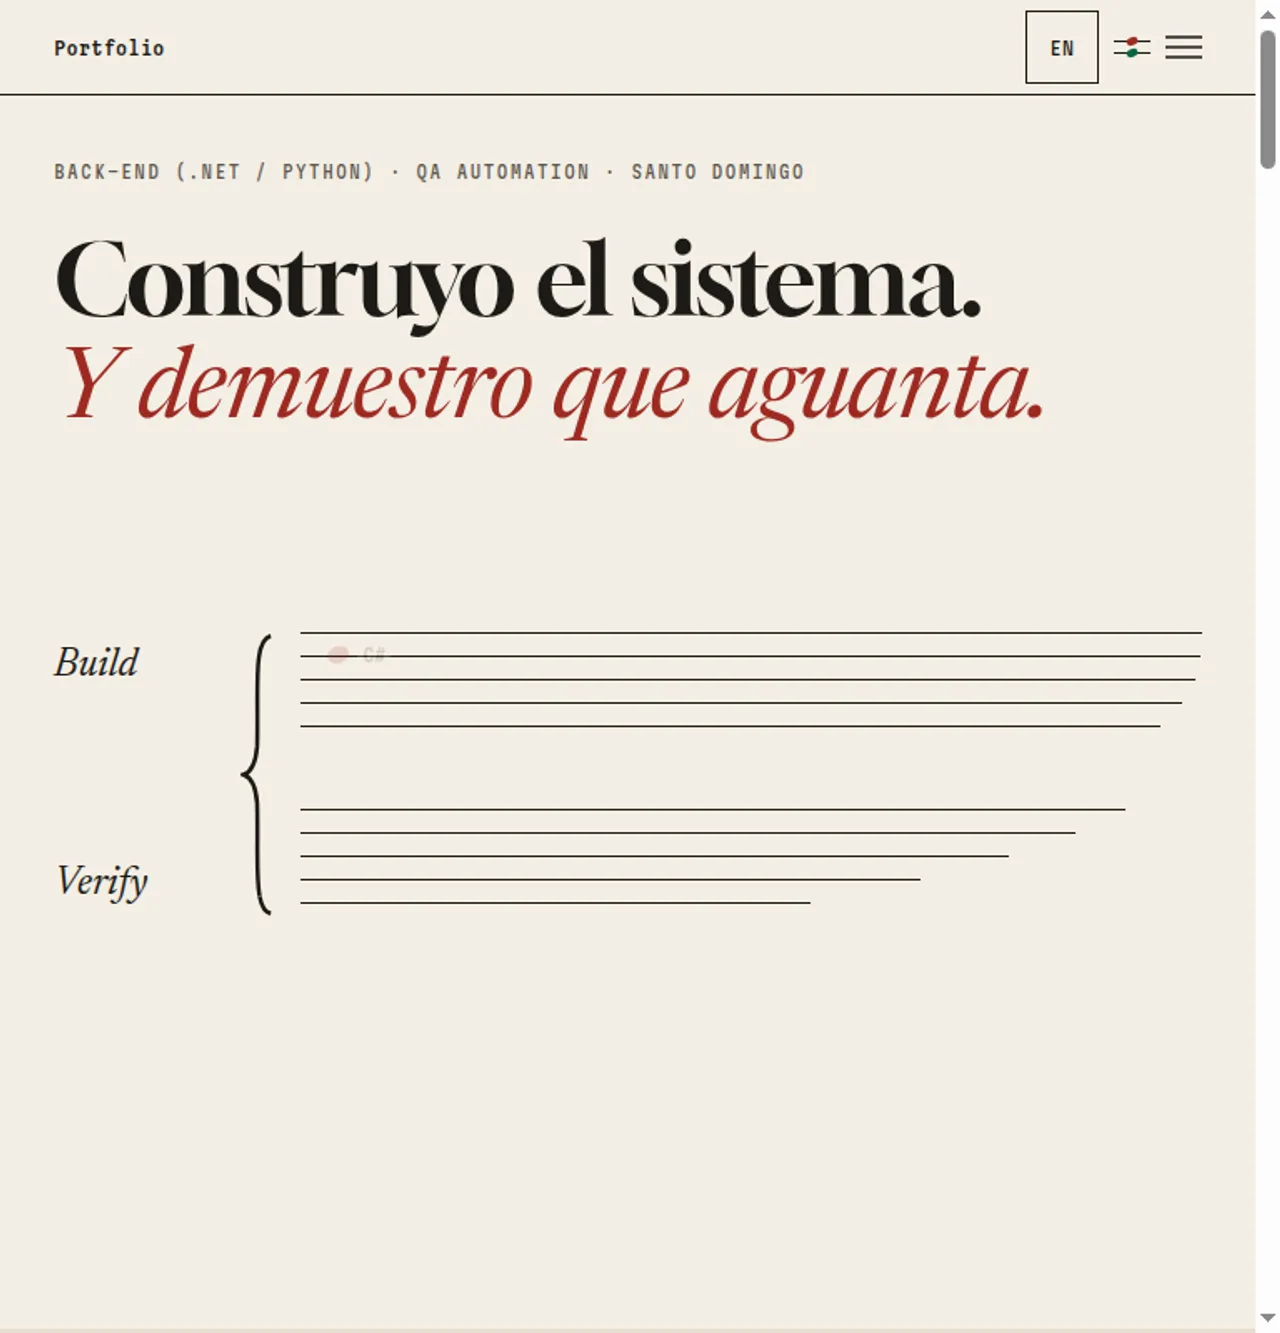 Portfolio
EN
BACK-END (.NET / PYTHON) · QA AUTOMATION · SANTO DOMINGO
Construyo el sistema.
Y demuestro que aguanta.
Build
C#
Verify